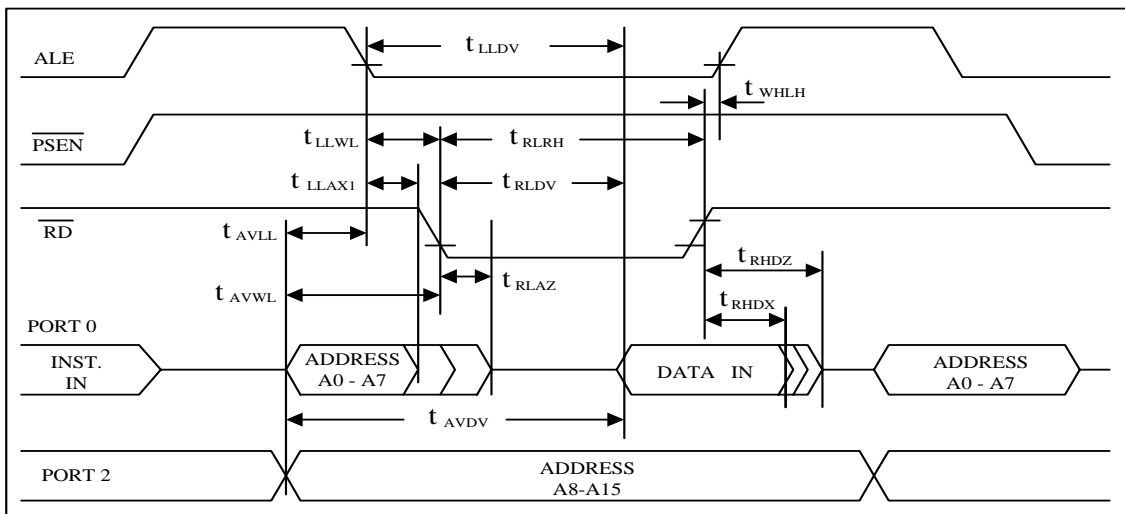 ALE
t LLDV
t WHLH
PSEN
t LLWL
t RLRH
t LLAX1
t RLDV
RD
t AVLL
t RHDZ
t RLAZ
t AVWL
t RHDX
PORT 0
INST.
IN
ADDRESS
A0 - A7
DATA IN
ADDRESS
A0 - A7
t AVDV
PORT 2
ADDRESS
A8-A15